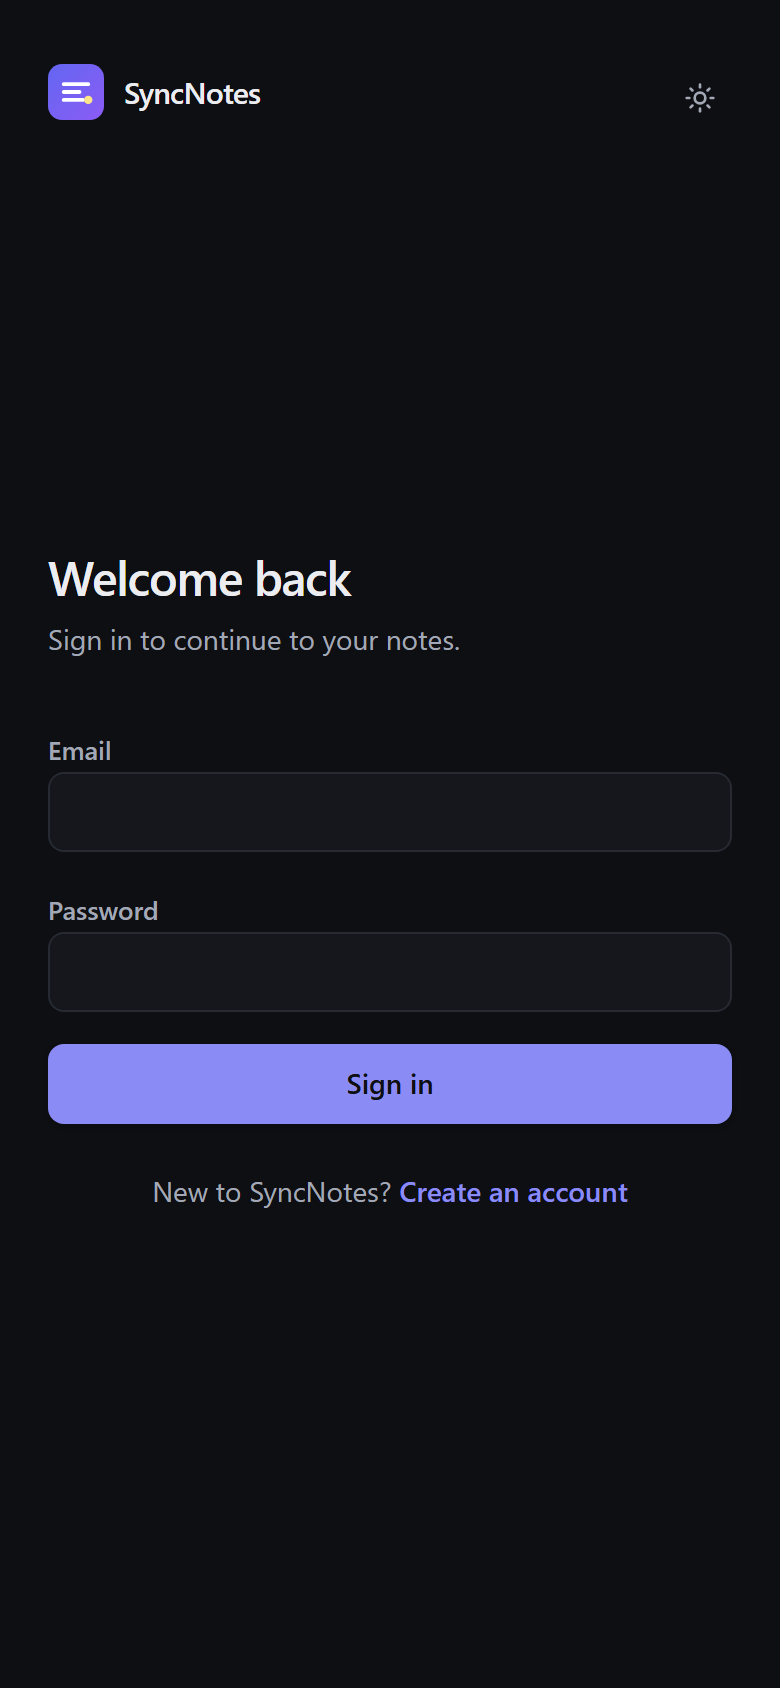 SyncNotes
Welcome back
Sign in to continue to your notes.
Email
Password
Sign in
New to SyncNotes? Create an account